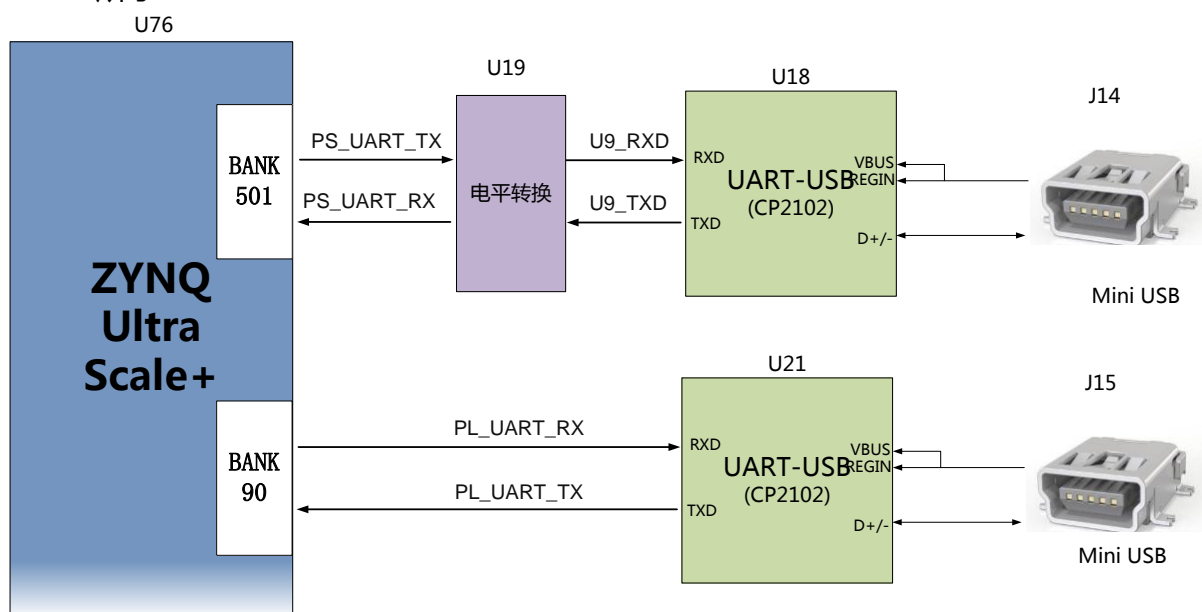 U76
U19
U18
J14
BANK
501
PS_UART_TX
PS_UART_RX
电平转换
U9_RXD
U9_TXD
RXD
TXD
UART-USB
(CP2102)
VBUS
REGIN
D+/-
Mini USB
ZYNQ
Ultra
Scale+
U21
J15
BANK
90
PL_UART_RX
PL_UART_TX
RXD
TXD
UART-USB
(CP2102)
VBUS
REGIN
D+/-
Mini USB